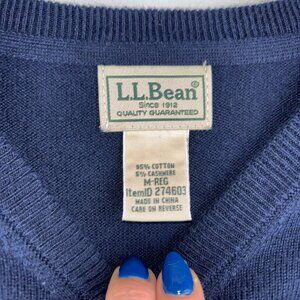 L.L.Bean
Since 1912
QUALITY GUARANTEED
95% COTTON
5% CASHMERE
M-REG
ItemID 274603
MADE IN CHINA
CARE ON REVERSE